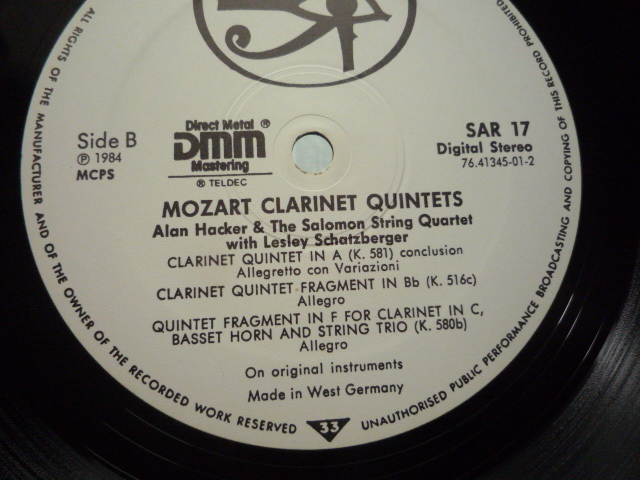 ALL RIGHTS OF THE MANUFACTURER AND OF THE OWNER OF THE RECORDED WORK RESERVED
UNAUTHORISED PUBLIC PERFORMANCE BROADCASTING AND COPYING OF THIS RECORD PROHIBITED
Side B
℗ 1984
MCPS
Direct Metal ®
DMM
Mastering
® TELDEC
SAR 17
Digital Stereo
76.41345-01-2
MOZART CLARINET QUINTETS
Alan Hacker & The Salomon String Quartet
with Lesley Schatzberger
CLARINET QUINTET IN A (K. 581) conclusion
Allegretto con Variazioni
CLARINET QUINTET FRAGMENT IN Bb (K. 516c)
Allegro
QUINTET FRAGMENT IN F FOR CLARINET IN C,
BASSET HORN AND STRING TRIO (K. 580b)
Allegro
On original instruments
Made in West Germany
33